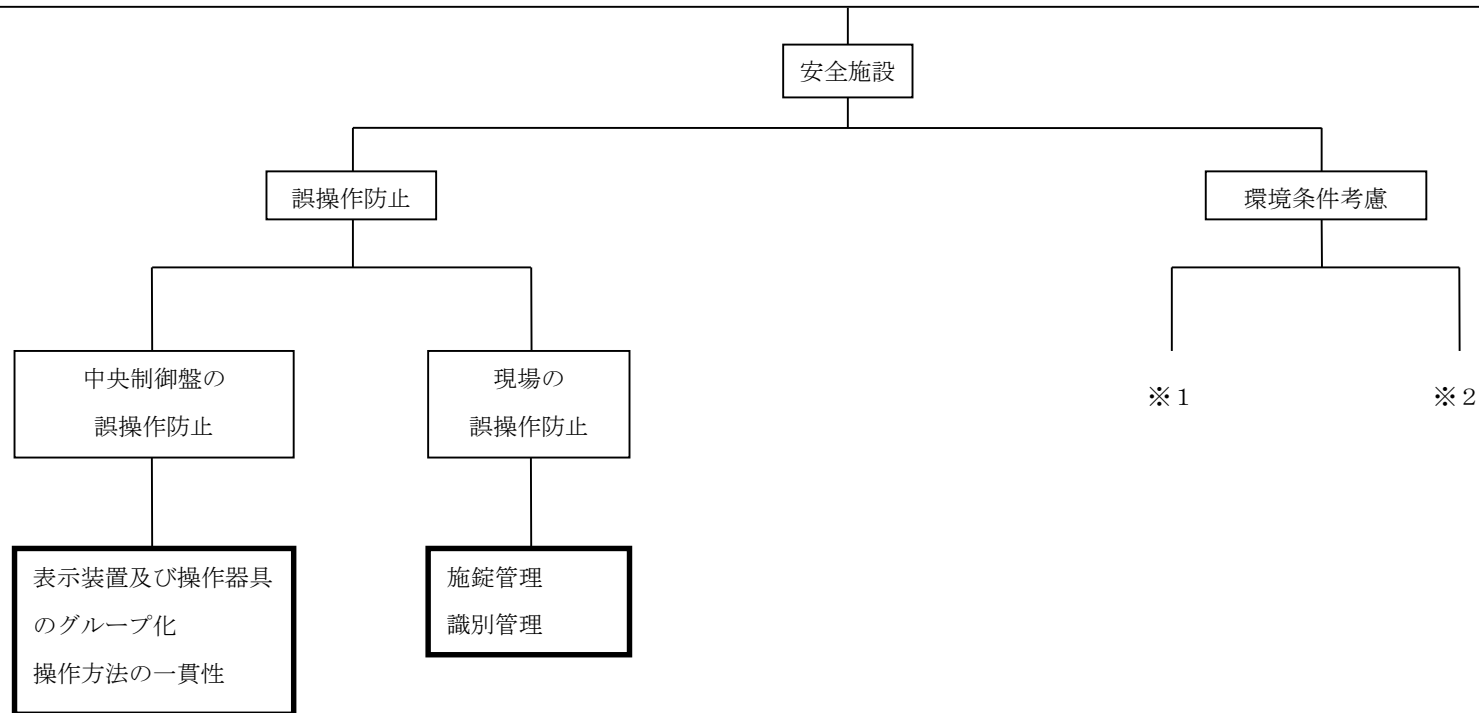 安全施設
誤操作防止
環境条件考慮
中央制御盤の
誤操作防止
現場の
誤操作防止
※1
※2
表示装置及び操作器具
のグループ化
操作方法の一貫性
施錠管理
識別管理